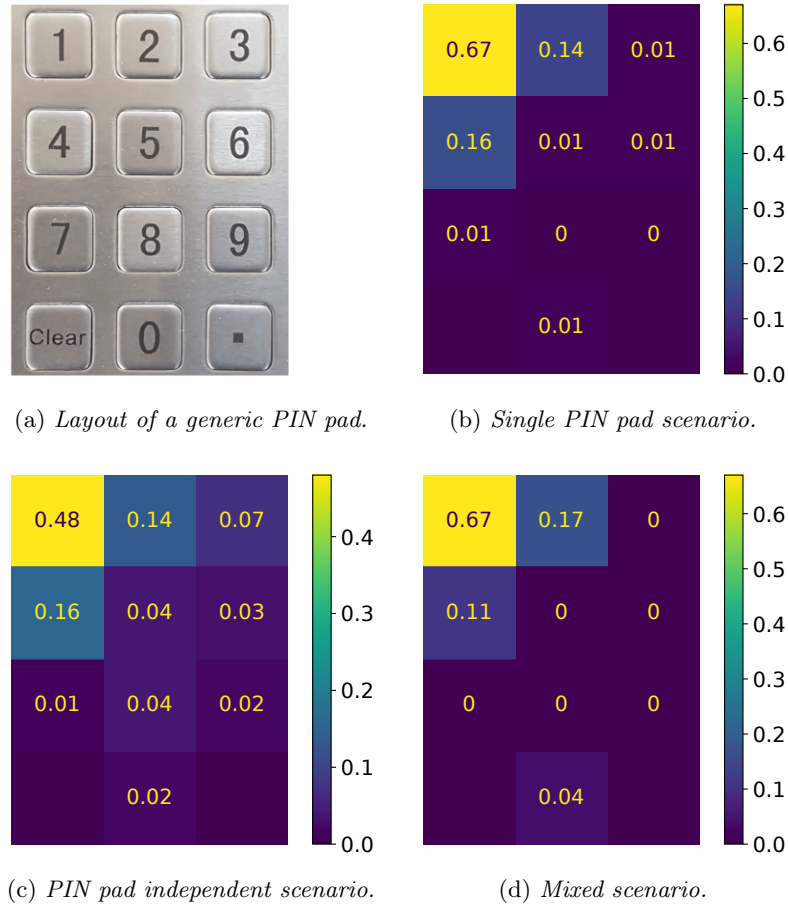 1 2 3
4 5 6
7 8 9
Clear 0 ▪
(a) Layout of a generic PIN pad.
0.67 0.14 0.01
0.16 0.01 0.01
0.01 0 0
0.01
0.6
0.5
0.4
0.3
0.2
0.1
0.0
(b) Single PIN pad scenario.
0.48 0.14 0.07
0.16 0.04 0.03
0.01 0.04 0.02
0.02
0.4
0.3
0.2
0.1
0.0
(c) PIN pad independent scenario.
0.67 0.17 0
0.11 0 0
0 0 0
0.04
0.6
0.5
0.4
0.3
0.2
0.1
0.0
(d) Mixed scenario.